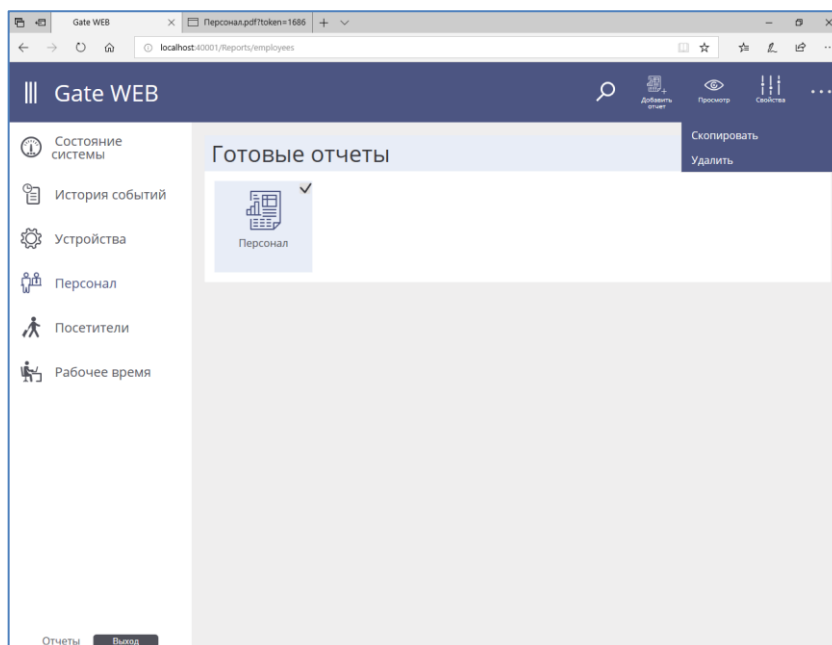 Gate WEB
Персонал.pdf?token=1686
localhost:40001/Reports/employees
Gate WEB
Добавить
отчет
Просмотр
Свойства
Скопировать
Удалить
Состояние
системы
История событий
Устройства
Персонал
Посетители
Рабочее время
Готовые отчеты
Персонал
Отчеты
Выход